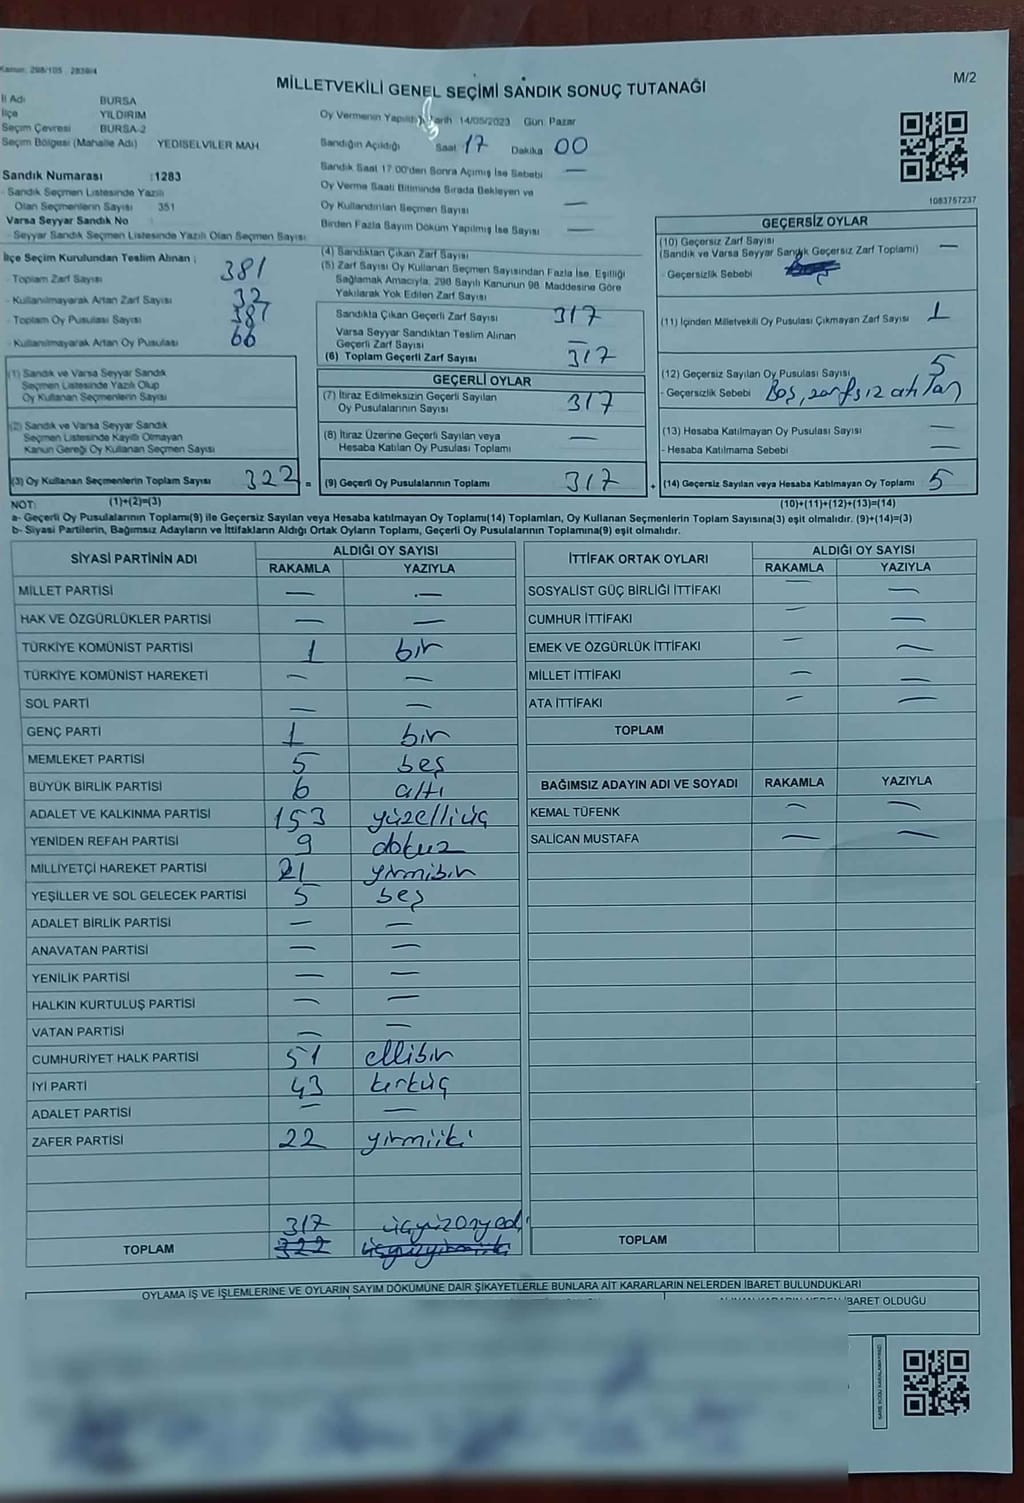 Kanun: 298/105 , 2839/4
MİLLETVEKİLİ GENEL SEÇİMİ SANDIK SONUÇ TUTANAĞI
M/2
İl Adı BURSA
İlçe YILDIRIM
Seçim Çevresi BURSA-2
Seçim Bölgesi (Mahalle Adı) YEDISELVILER MAH.
Sandık Numarası :1283
- Sandık Seçmen Listesinde Yazılı
Olan Seçmenlerin Sayısı 351
Varsa Seyyar Sandık No
- Seyyar Sandık Seçmen Listesinde Yazılı Olan Seçmen Sayısı
İlçe Seçim Kurulundan Teslim Alınan ;
- Toplam Zarf Sayısı 381
- Kullanılmayarak Artan Zarf Sayısı 32
- Toplam Oy Pusulası Sayısı 387
- Kullanılmayarak Artan Oy Pusulası 66
(1) Sandık ve Varsa Seyyar Sandık
Seçmen Listesinde Yazılı Olup
Oy Kullanan Seçmenlerin Sayısı
(2) Sandık ve Varsa Seyyar Sandık
Seçmen Listesinde Kayıtlı Olmayan
Kanun Gereği Oy Kullanan Seçmen Sayısı
(3) Oy Kullanan Seçmenlerin Toplam Sayısı 322 =
Oy Vermenin Yapıldığı Tarih 14/05/2023 Gün: Pazar
Sandığın Açıldığı Saat 17 Dakika 00
Sandık Saat 17.00'den Sonra Açımış İse Sebebi —
Oy Verme Saati Bitiminde Sırada Bekleyen ve
Oy Kullandırılan Seçmen Sayısı —
Birden Fazla Sayım Döküm Yapılmış İse Sayısı —
(4) Sandıktan Çıkan Zarf Sayısı
(5) Zarf Sayısı Oy Kullanan Seçmen Sayısından Fazla İse, Eşitliği
Sağlamak Amacıyla, 298 Sayılı Kanunun 98. Maddesine Göre
Yakılarak Yok Edilen Zarf Sayısı
Sandıkta Çıkan Geçerli Zarf Sayısı 317
Varsa Seyyar Sandıktan Teslim Alınan
Geçerli Zarf Sayısı —
(6) Toplam Geçerli Zarf Sayısı 317
GEÇERLİ OYLAR
(7) İtiraz Edilmeksizin Geçerli Sayılan
Oy Pusulalarının Sayısı 317
(8) İtiraz Üzerine Geçerli Sayılan veya
Hesaba Katılan Oy Pusulası Toplamı —
(9) Geçerli Oy Pusulalarının Toplamı 317 +
1083757237
GEÇERSİZ OYLAR
(10) Geçersiz Zarf Sayısı
(Sandık ve Varsa Seyyar Sandık Geçersiz Zarf Toplamı) —
- Geçersizlik Sebebi
(11) İçinden Milletvekili Oy Pusulası Çıkmayan Zarf Sayısı 1
(12) Geçersiz Sayılan Oy Pusulası Sayısı 5
- Geçersizlik Sebebi Boş, zarfsız atılan
(13) Hesaba Katılmayan Oy Pusulası Sayısı —
- Hesaba Katılmama Sebebi —
(14) Geçersiz Sayılan veya Hesaba Katılmayan Oy Toplamı 5
NOT: (1)+(2)=(3) (10)+(11)+(12)+(13)=(14)
a- Geçerli Oy Pusulalarının Toplamı(9) ile Geçersiz Sayılan veya Hesaba katılmayan Oy Toplamı(14) Toplamları, Oy Kullanan Seçmenlerin Toplam Sayısına(3) eşit olmalıdır. (9)+(14)=(3)
b- Siyasi Partilerin, Bağımsız Adayların ve İttifakların Aldığı Ortak Oyların Toplamı, Geçerli Oy Pusulalarının Toplamına(9) eşit olmalıdır.
SİYASİ PARTİNİN ADI ALDIĞI OY SAYISI
RAKAMLA YAZIYLA
MİLLET PARTİSİ — —
HAK VE ÖZGÜRLÜKLER PARTİSİ — —
TÜRKİYE KOMÜNİST PARTİSİ 1 bir
TÜRKİYE KOMÜNİST HAREKETİ — —
SOL PARTİ — —
GENÇ PARTİ 1 bir
MEMLEKET PARTİSİ 5 beş
BÜYÜK BİRLİK PARTİSİ 6 altı
ADALET VE KALKINMA PARTİSİ 153 yüzelliüç
YENİDEN REFAH PARTİSİ 9 dokuz
MİLLİYETÇİ HAREKET PARTİSİ 21 yirmibir
YEŞİLLER VE SOL GELECEK PARTİSİ 5 beş
ADALET BİRLİK PARTİSİ — —
ANAVATAN PARTİSİ — —
YENİLİK PARTİSİ — —
HALKIN KURTULUŞ PARTİSİ — —
VATAN PARTİSİ — —
CUMHURİYET HALK PARTİSİ 51 ellibir
İYİ PARTİ 43 kırküç
ADALET PARTİSİ — —
ZAFER PARTİSİ 22 yirmiiki
317 üçyüzonyedi
TOPLAM 322 üçyüzyirmiiki
İTTİFAK ORTAK OYLARI ALDIĞI OY SAYISI
RAKAMLA YAZIYLA
SOSYALİST GÜÇ BİRLİĞİ İTTİFAKI — —
CUMHUR İTTİFAKI — —
EMEK VE ÖZGÜRLÜK İTTİFAKI — —
MİLLET İTTİFAKI — —
ATA İTTİFAKI — —
TOPLAM
BAĞIMSIZ ADAYIN ADI VE SOYADI RAKAMLA YAZIYLA
KEMAL TÜFENK — —
SALİCAN MUSTAFA — —
TOPLAM
OYLAMA İŞ VE İŞLEMLERİNE VE OYLARIN SAYIM DÖKÜMÜNE DAİR ŞİKAYETLERLE BUNLARA AİT KARARLARIN NELERDEN İBARET BULUNDUKLARI
İBARET OLDUĞU